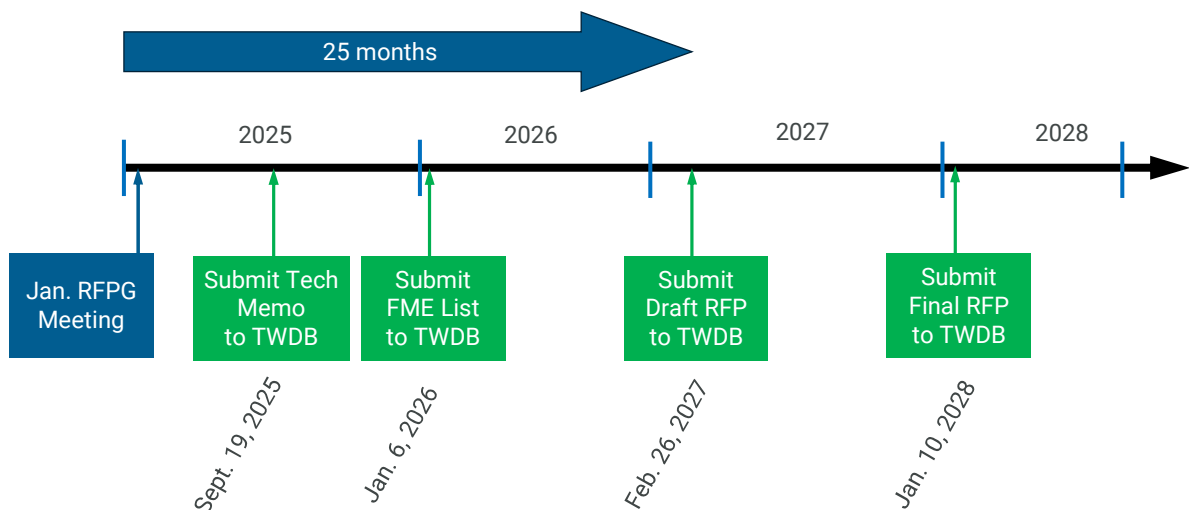 25 months
2025
2026
2027
2028
Jan. RFPG
Meeting
Submit Tech
Memo
to TWDB
Submit
FME List
to TWDB
Submit
Draft RFP
to TWDB
Submit
Final RFP
to TWDB
Sept. 19, 2025
Jan. 6, 2026
Feb. 26, 2027
Jan. 10, 2028